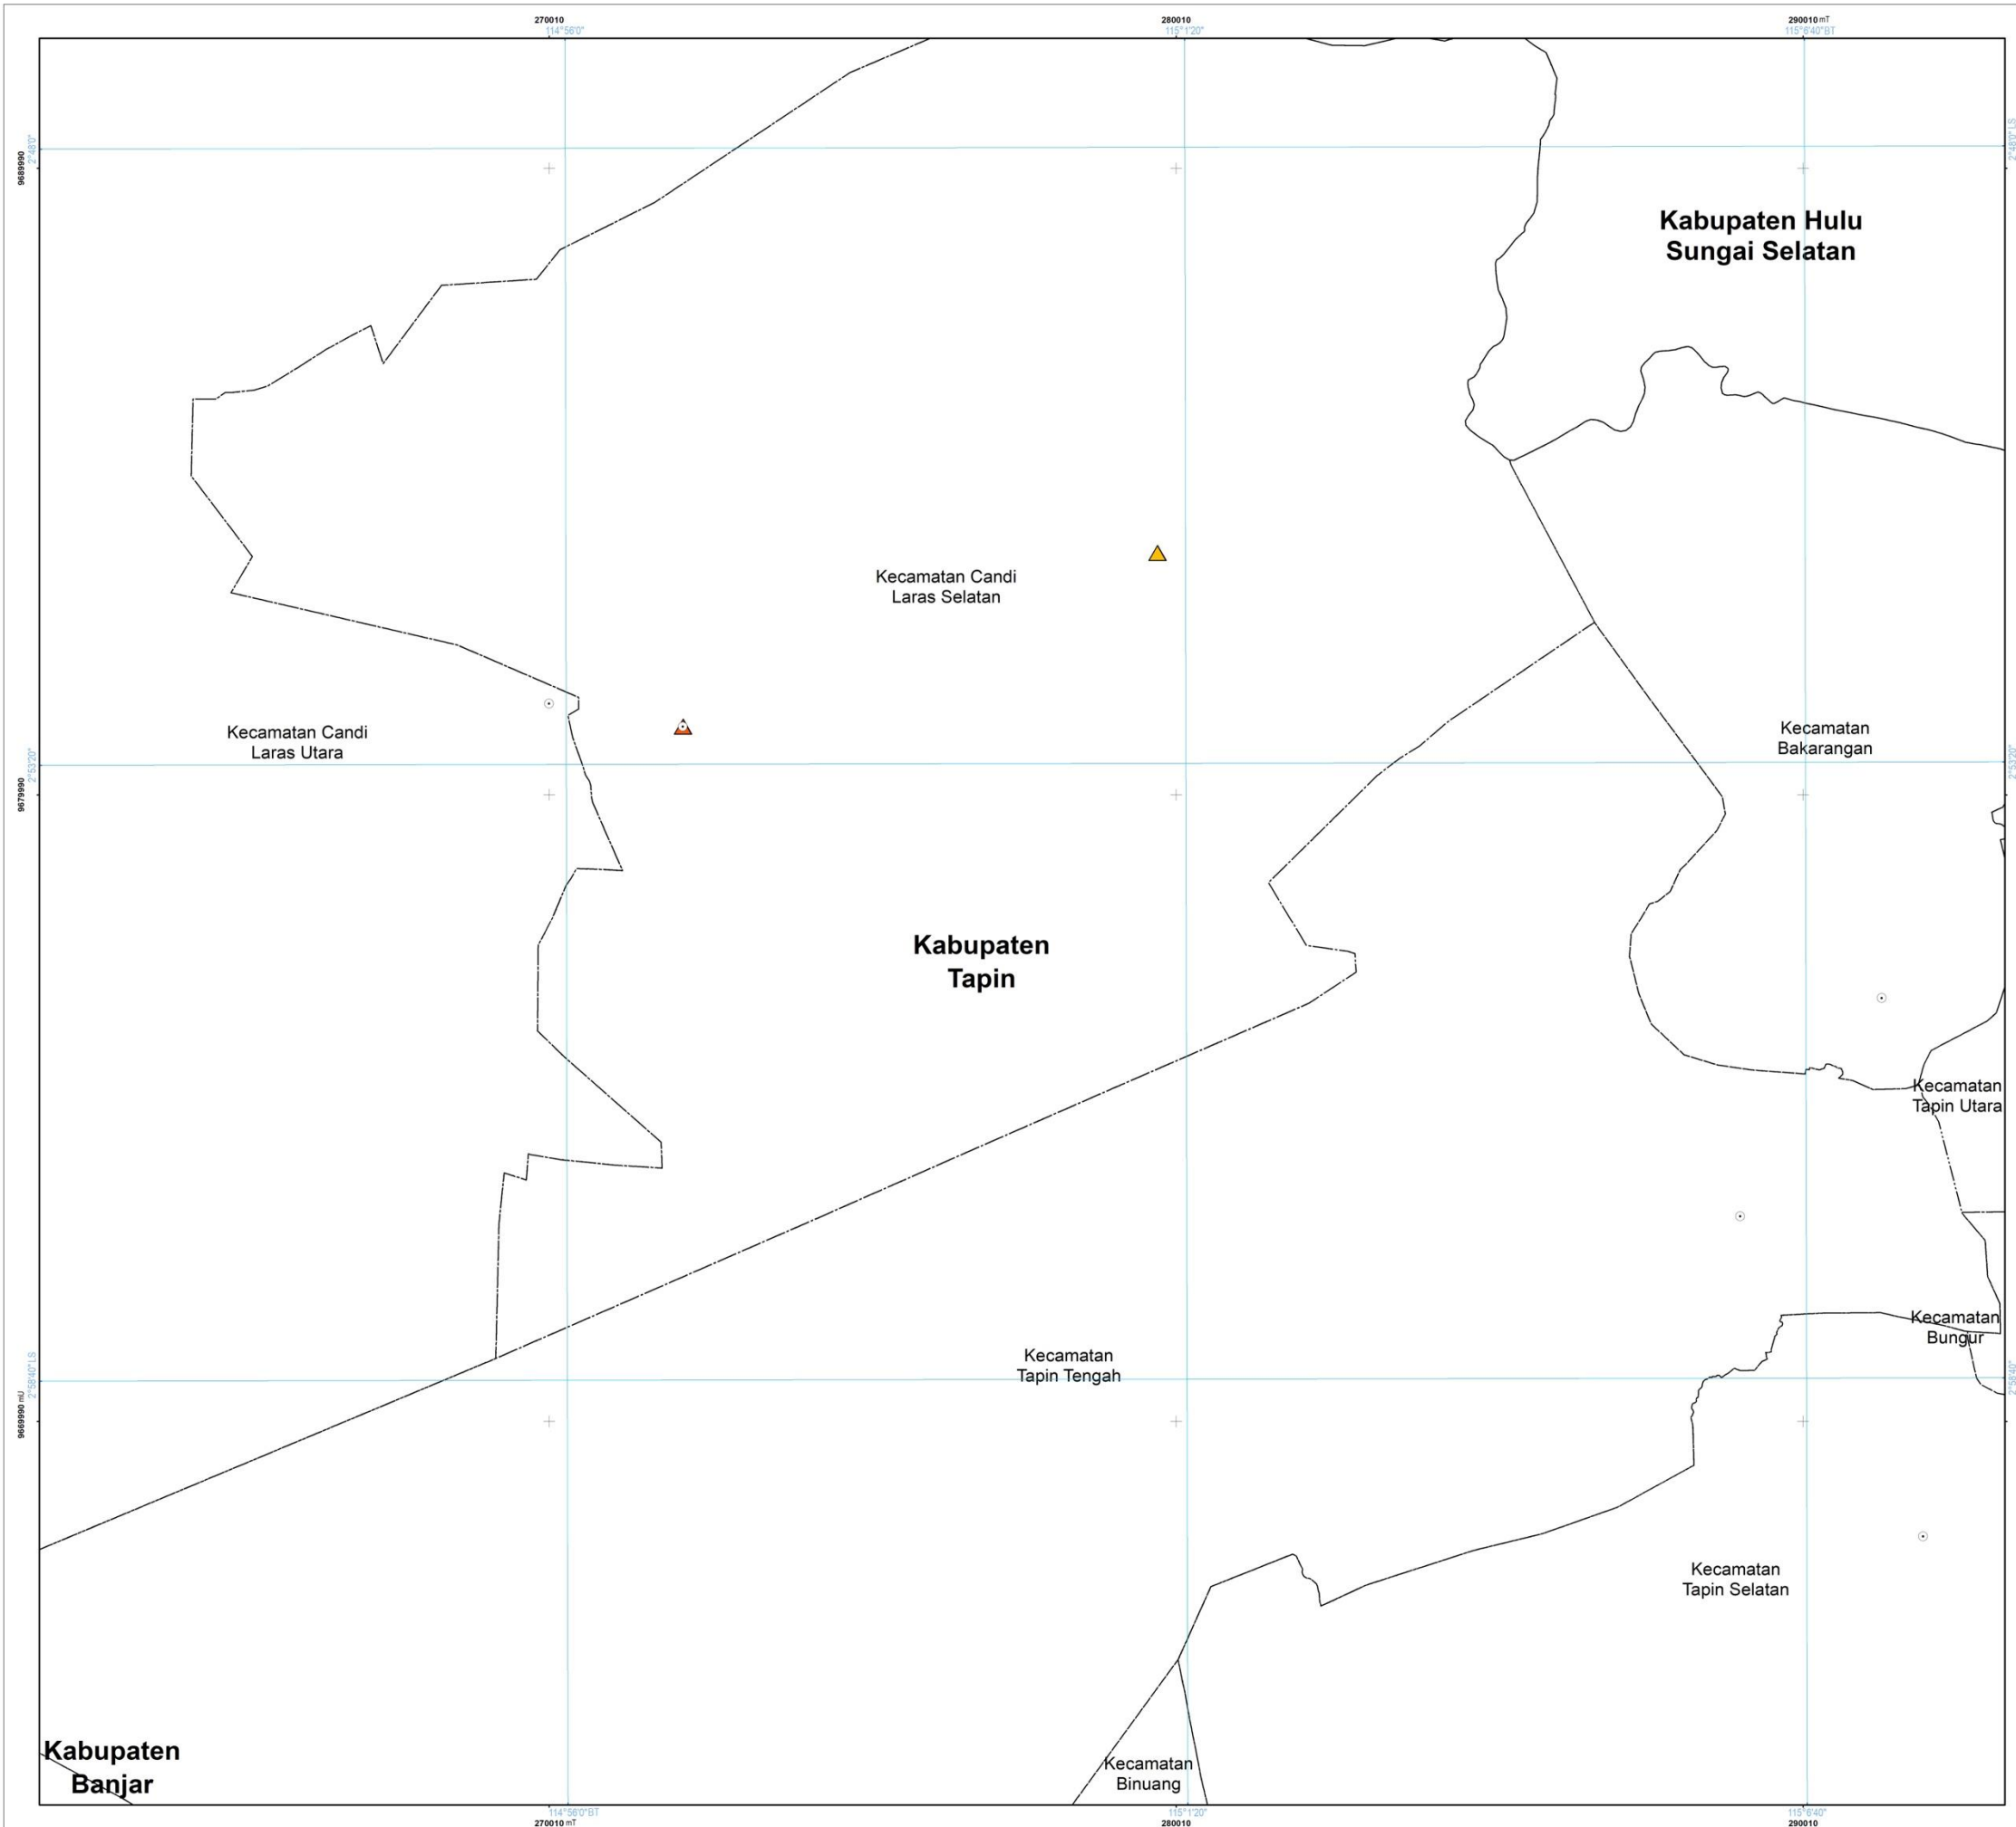 270010
280010
290010 mT
114°56'0"
115°1'20"
115°6'40"BT
2°48'0"
2°48'0" LS
9689990
Kabupaten Hulu
Sungai Selatan
Kecamatan Candi
Laras Selatan
Kecamatan Candi
Laras Utara
Kecamatan
Bakarangan
2°53'20"
2°53'20"
9679990
Kabupaten
Tapin
Kecamatan
Tapin Utara
Kecamatan
Bungur
Kecamatan
Tapin Tengah
2°58'40" LS
2°58'40"
9669990 mU
Kecamatan
Tapin Selatan
Kabupaten
Banjar
Kecamatan
Binuang
114°56'0"BT
115°1'20"
115°6'40"
270010 mT
280010
290010